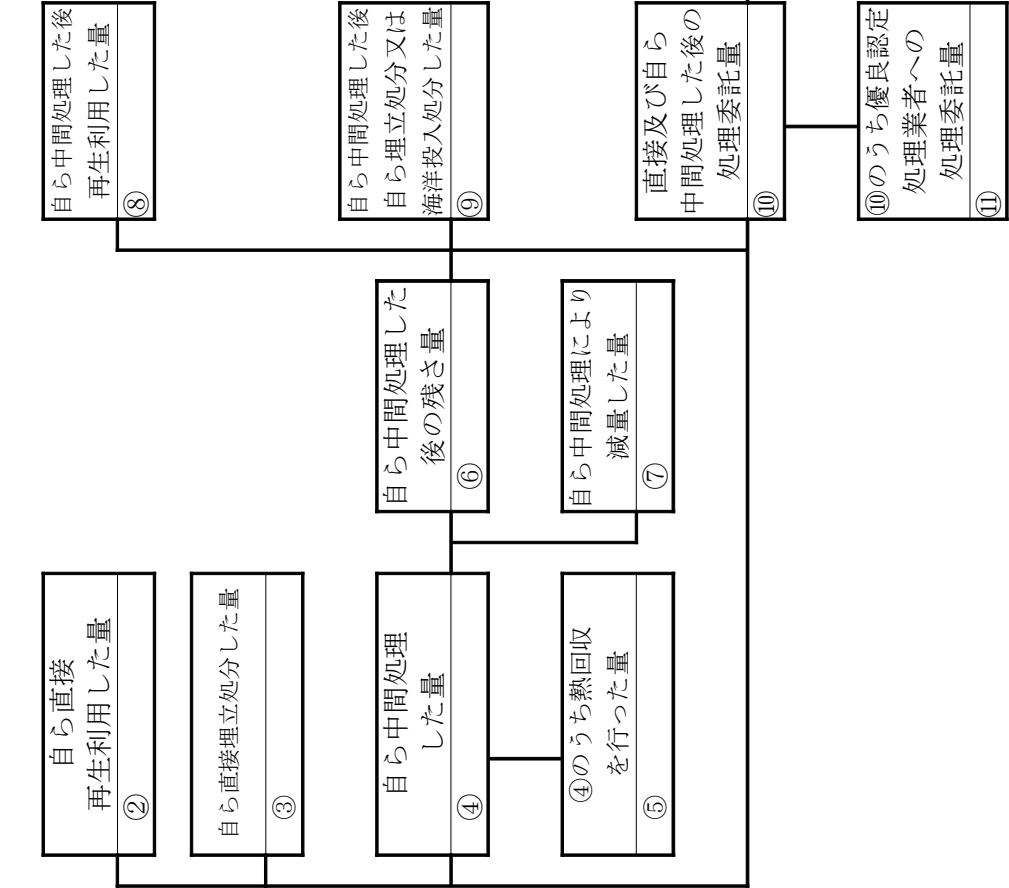 自ら直接
再生利用した量
②
自ら直接埋立処分した量
③
自ら中間処理
した量
④
④のうち熱回収
を行った量
⑤
自ら中間処理した
後の残さ量
⑥
自ら中間処理により
減量した量
⑦
自ら中間処理した後
再生利用した量
⑧
自ら中間処理した後
自ら埋立処分又は
海洋投入処分した量
⑨
直接及び自ら
中間処理した後の
処理委託量
⑩
⑩のうち優良認定
処理業者への
処理委託量
⑪